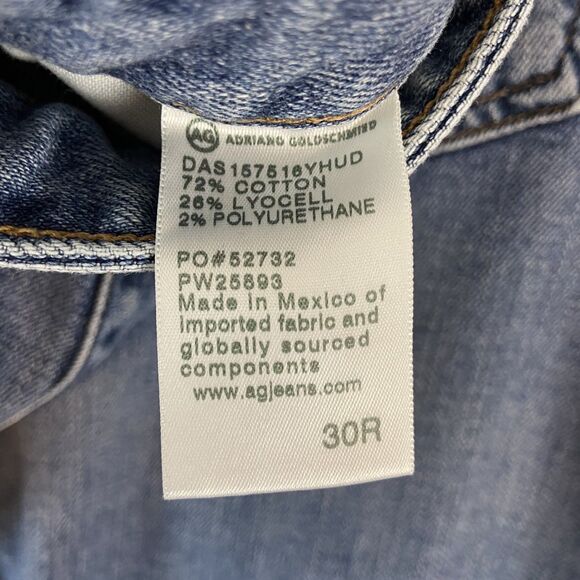 AG ADRIANO GOLDSCHMIED
DAS157516YHUD
72% COTTON
26% LYOCELL
2% POLYURETHANE
PO#52732
PW25893
Made in Mexico of
imported fabric and
globally sourced
components
www.agjeans.com
30R